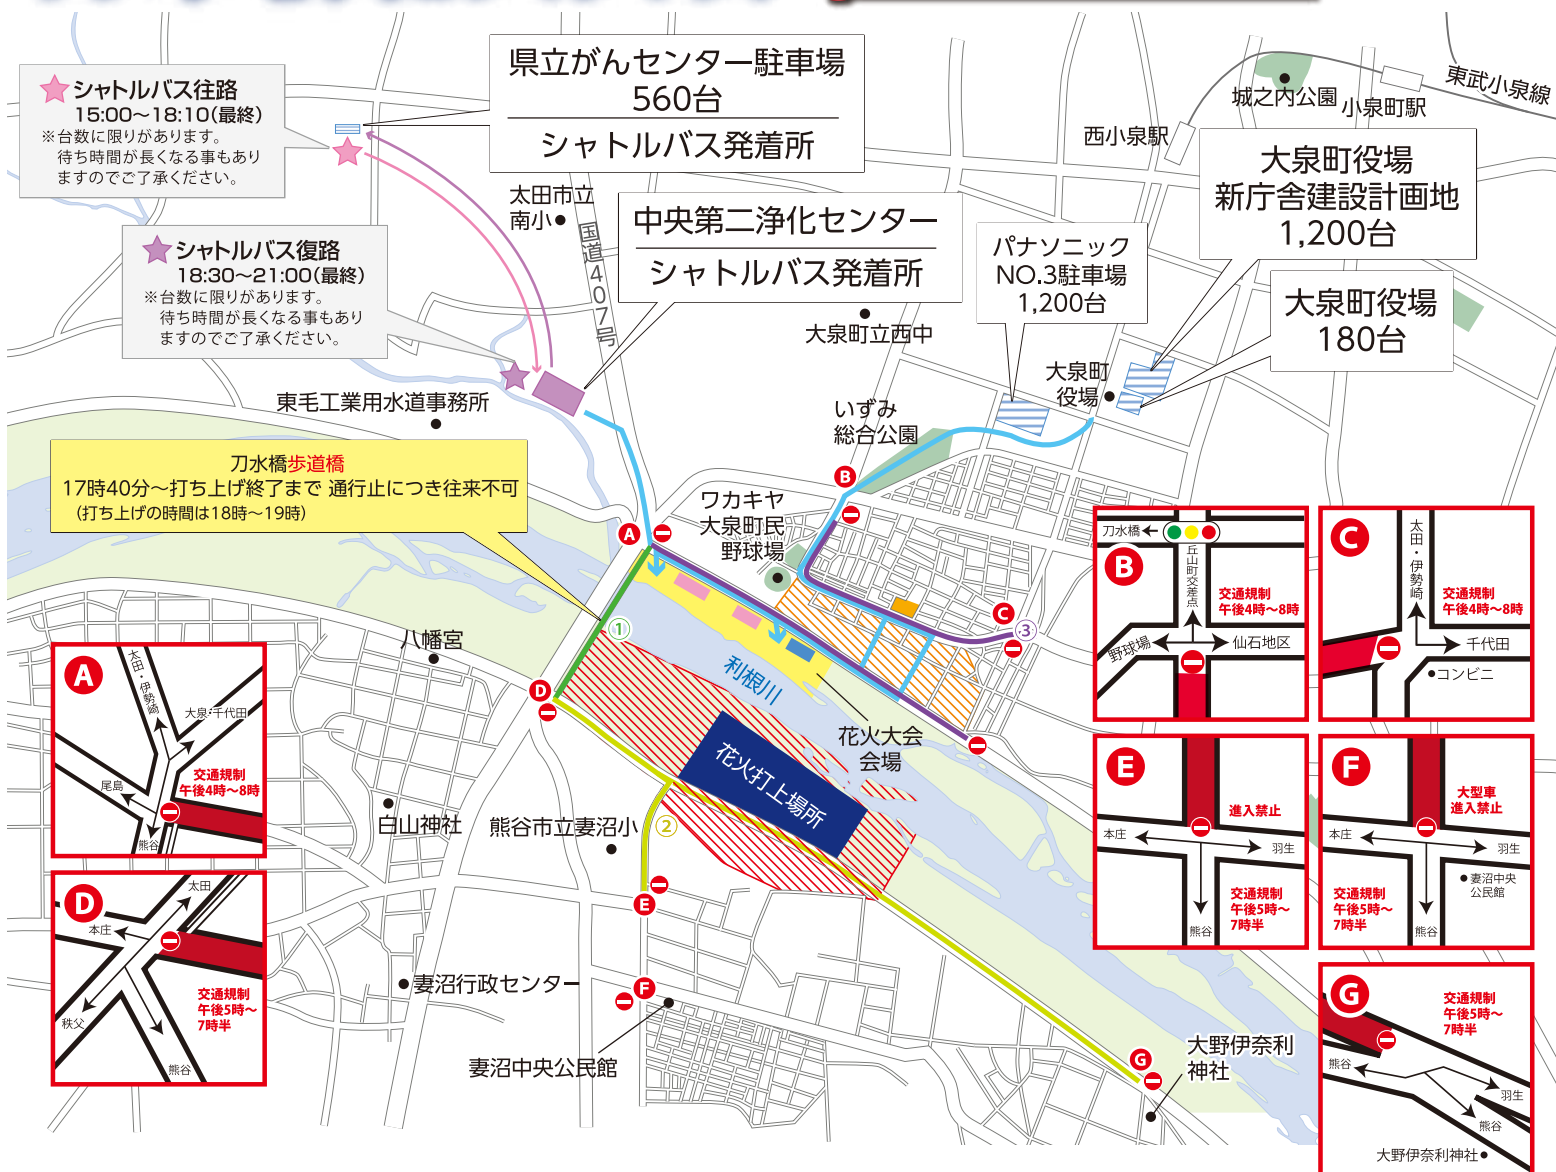 シャトルバス往路
15:00～18:10(最終)
※台数に限りがあります。
待ち時間が長くなる事もあり
ますのでご了承ください。
県立がんセンター駐車場
560台
シャトルバス発着所
城之内公園
小泉町駅
東武小泉線
西小泉駅
大泉町役場
新庁舎建設計画地
1,200台
太田市立
南小
国道407号
中央第二浄化センター
シャトルバス発着所
パナソニック
NO.3駐車場
1,200台
シャトルバス復路
18:30～21:00(最終)
※台数に限りがあります。
待ち時間が長くなる事もあり
ますのでご了承ください。
大泉町役場
180台
大泉町立西中
大泉町
役場
東毛工業用水道事務所
いずみ
総合公園
刀水橋歩道橋
17時40分～打ち上げ終了まで 通行止につき往来不可
（打ち上げの時間は18時～19時）
B
ワカキヤ
大泉町民
野球場
A
C
①
③
八幡宮
利根川
D
花火大会
会場
花火打上場所
白山神社
熊谷市立妻沼小
②
E
妻沼行政センター
F
妻沼中央公民館
G
大野伊奈利
神社
A
太田・伊勢崎
大泉・千代田
交通規制
午後4時～8時
尾島
熊谷
D
太田
本庄
交通規制
午後5時～
7時半
秩父
熊谷
刀水橋
B
丘山町交差点
交通規制
午後4時～8時
野球場
仙石地区
C
太田・伊勢崎
交通規制
午後4時～8時
千代田
コンビニ
E
進入禁止
本庄
羽生
交通規制
午後5時～
7時半
熊谷
F
大型車
進入禁止
本庄
羽生
妻沼中央
公民館
交通規制
午後5時～
7時半
熊谷
G
交通規制
午後5時～
7時半
熊谷
羽生
熊谷
大野伊奈利神社